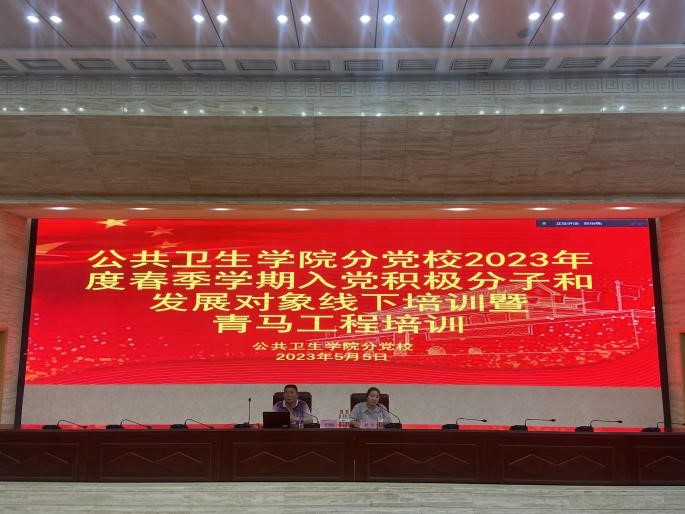 公共卫生学院分党校2023年
度春季学期入党积极分子和
发展对象线下培训暨
青马工程培训
公共卫生学院分党校
2023年5月5日